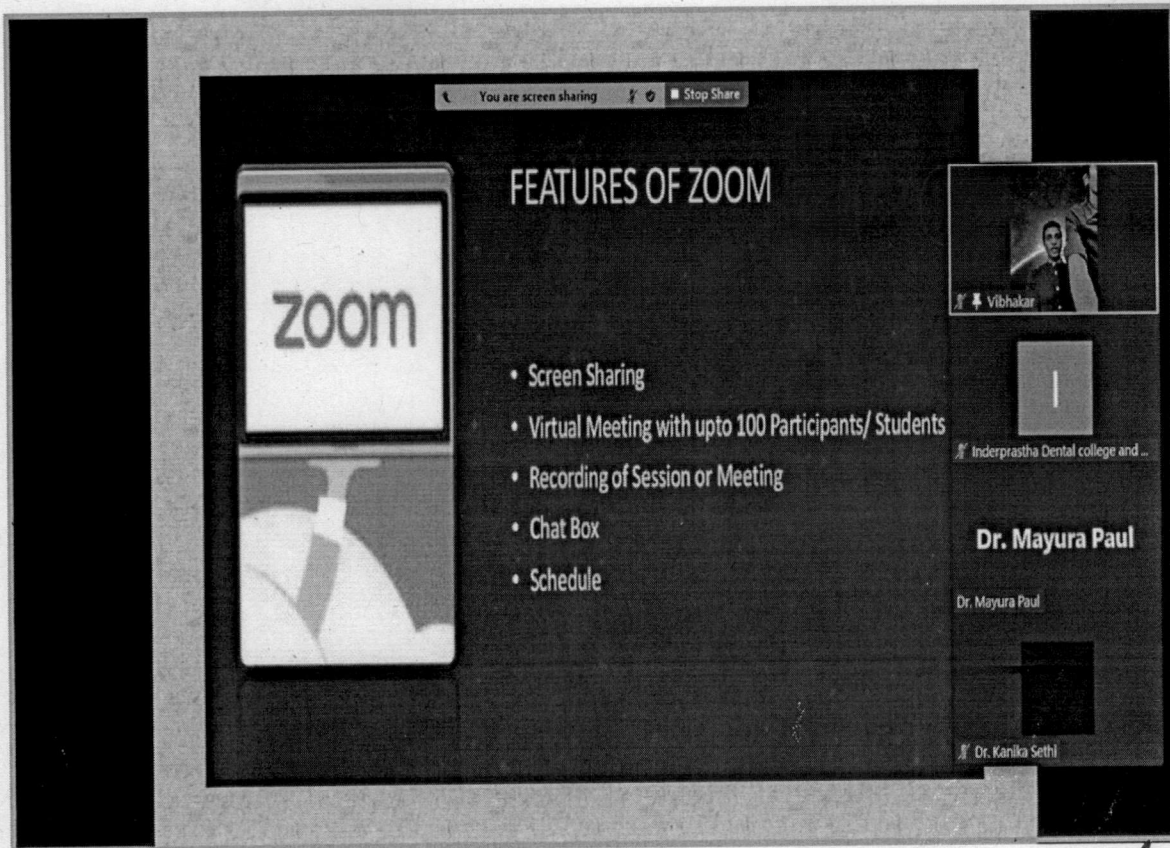 You are screen sharing Stop Share
FEATURES OF ZOOM
zoom
• Screen Sharing
• Virtual Meeting with upto 100 Participants/ Students
• Recording of Session or Meeting
• Chat Box
• Schedule
Vibhakar
I
Inderprastha Dental college and ...
Dr. Mayura Paul
Dr. Mayura Paul
Dr. Kanika Sethi